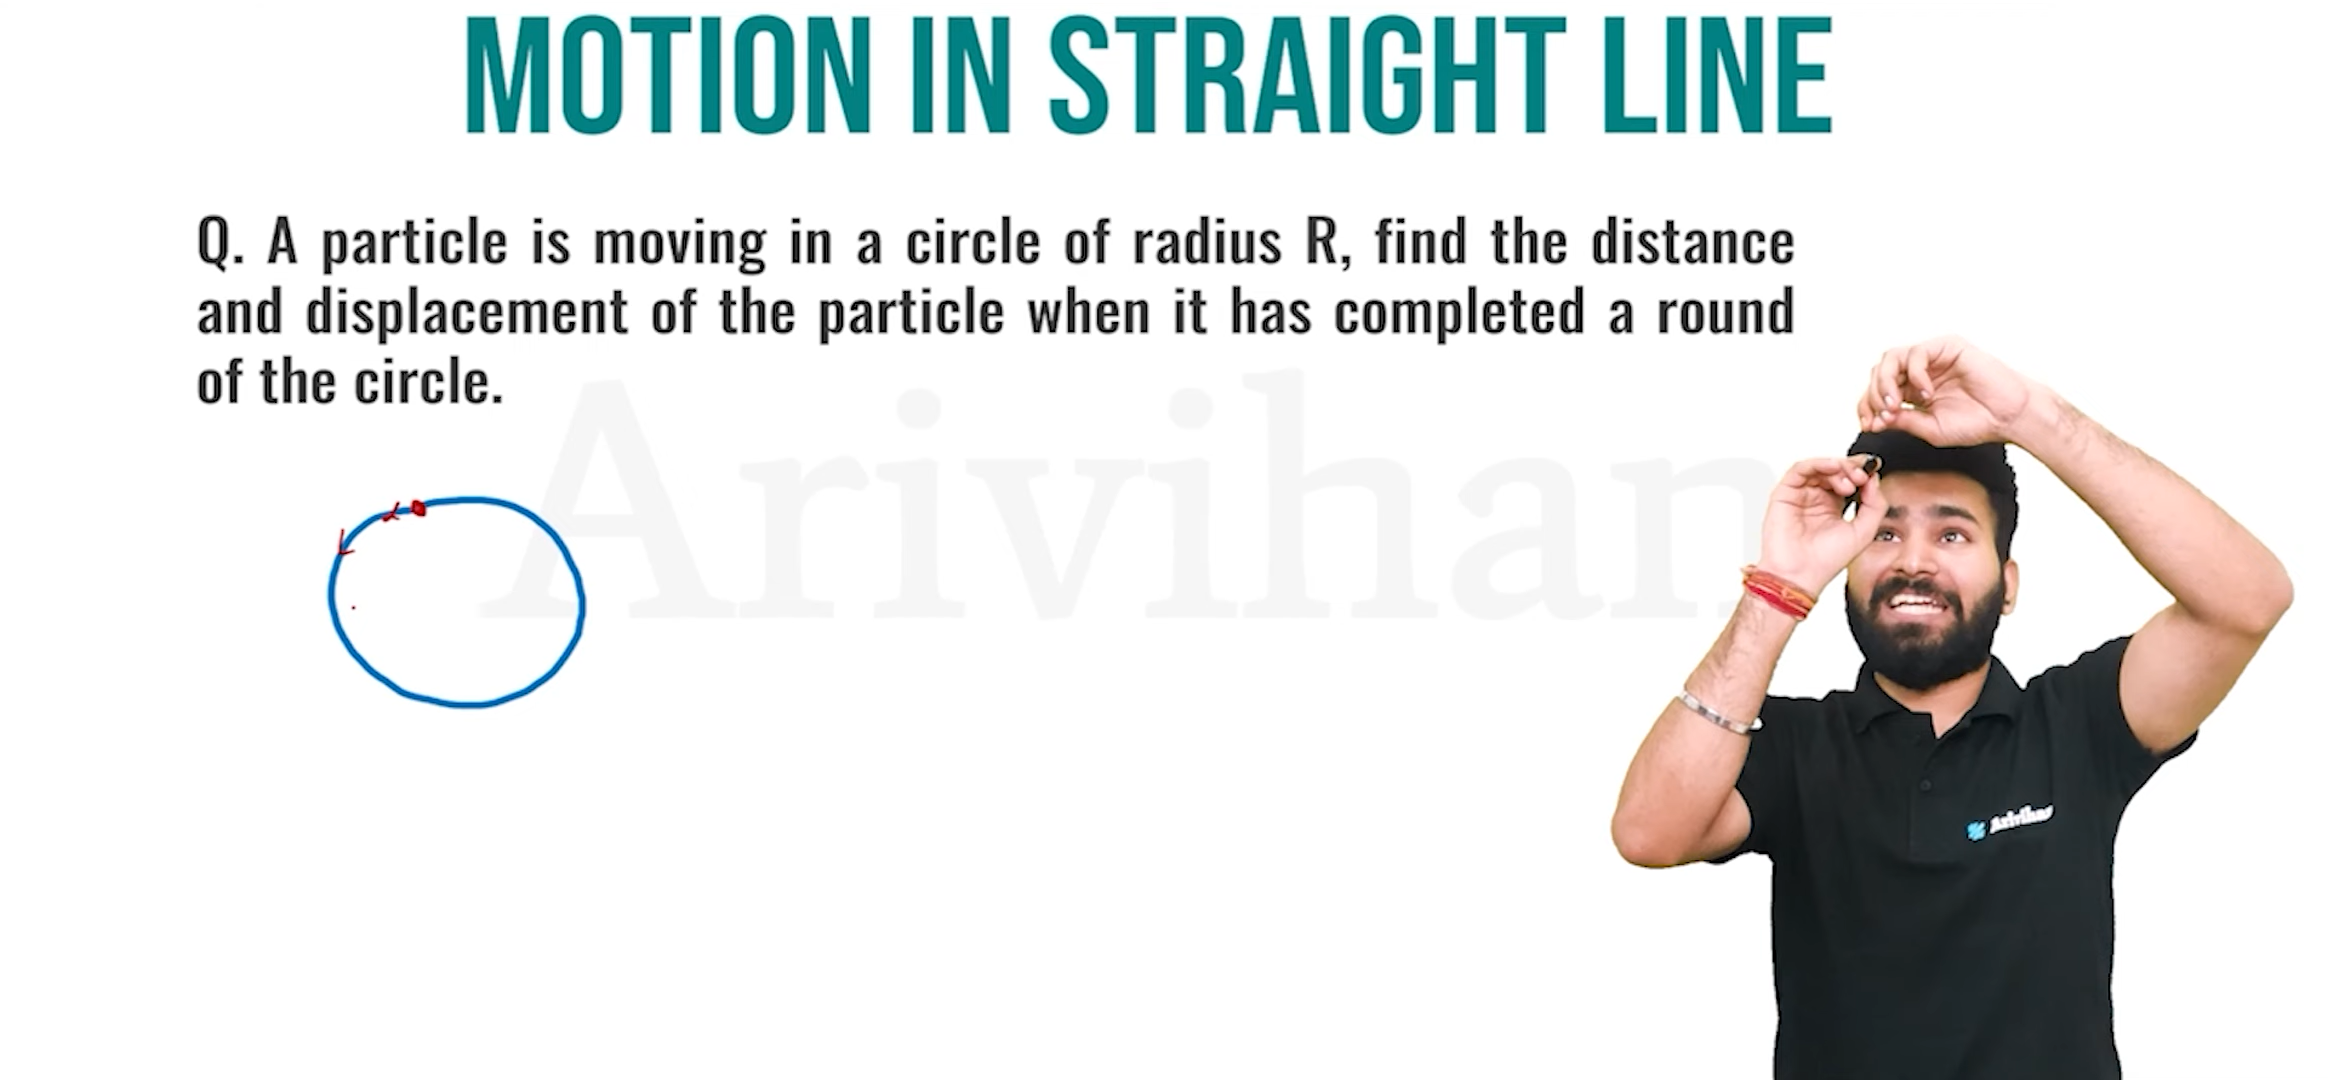 MOTION IN STRAIGHT LINE
Q. A particle is moving in a circle of radius R, find the distance
and displacement of the particle when it has completed a round
of the circle.
Arivihan
Arivihan